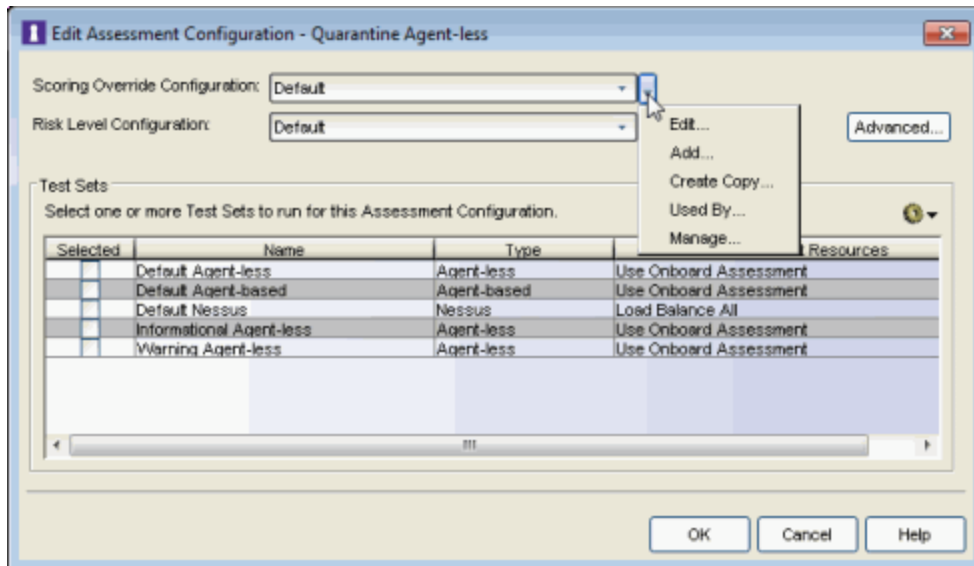 Edit Assessment Configuration - Quarantine Agent-less
Scoring Override Configuration: Default
Edit...
Risk Level Configuration: Default
Advanced...
Add...
Create Copy...
Used By...
Manage...
Test Sets
Select one or more Test Sets to run for this Assessment Configuration.
Selected Name Type Resources
Default Agent-less Agent-less Use Onboard Assessment
Default Agent-based Agent-based Use Onboard Assessment
Default Nessus Nessus Load Balance All
Informational Agent-less Agent-less Use Onboard Assessment
Warning Agent-less Agent-less Use Onboard Assessment
OK Cancel Help